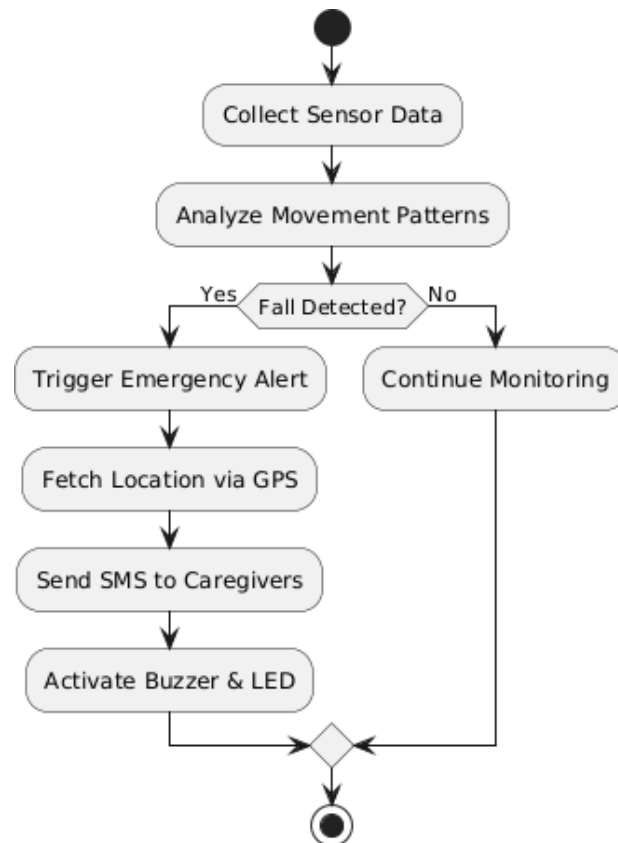 Collect Sensor Data
Analyze Movement Patterns
Yes
Fall Detected?
No
Trigger Emergency Alert
Continue Monitoring
Fetch Location via GPS
Send SMS to Caregivers
Activate Buzzer & LED